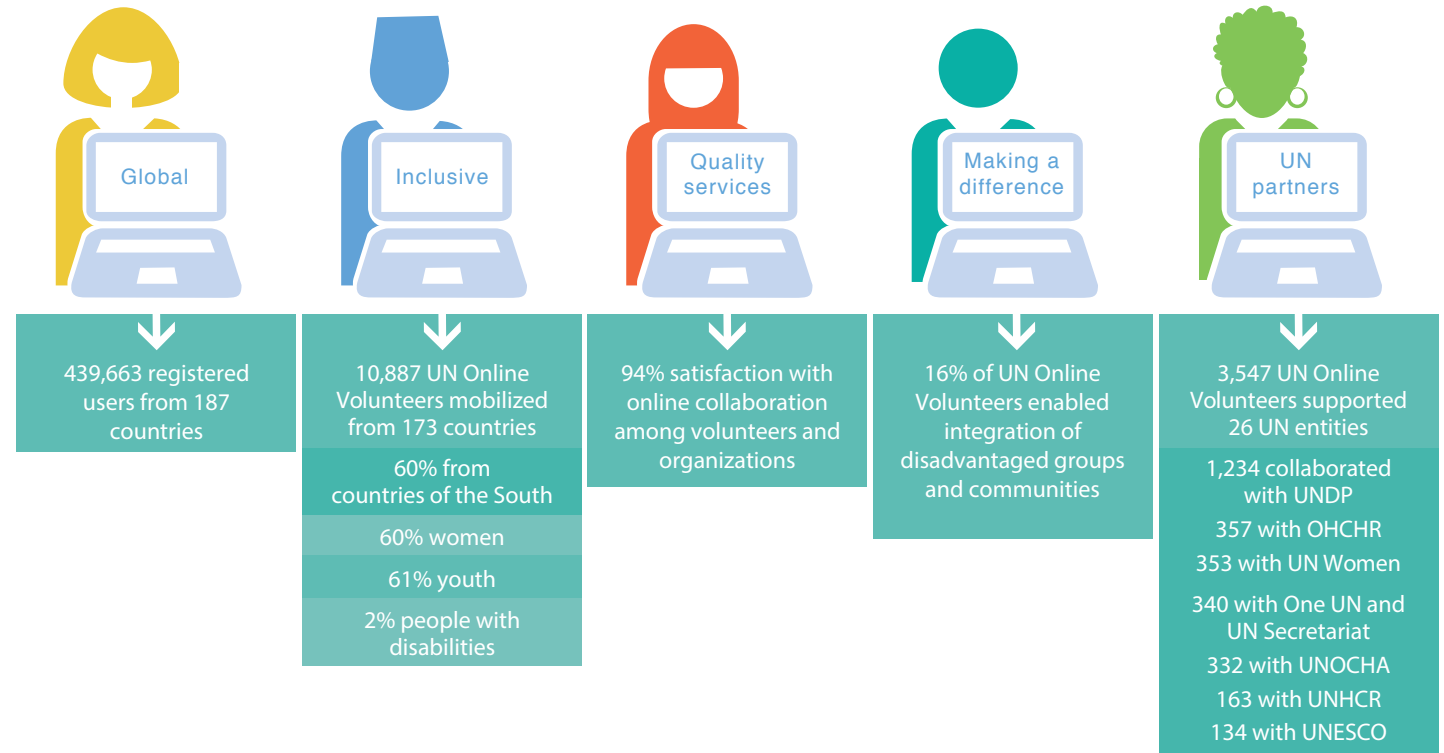 Global
439,663 registered
users from 187
countries
Inclusive
10,887 UN Online
Volunteers mobilized
from 173 countries
60% from
countries of the South
60% women
61% youth
2% people with
disabilities
Quality
services
94% satisfaction with
online collaboration
among volunteers and
organizations
Making a
difference
16% of UN Online
Volunteers enabled
integration of
disadvantaged groups
and communities
UN
partners
3,547 UN Online
Volunteers supported
26 UN entities
1,234 collaborated
with UNDP
357 with OHCHR
353 with UN Women
340 with One UN and
UN Secretariat
332 with UNOCHA
163 with UNHCR
134 with UNESCO